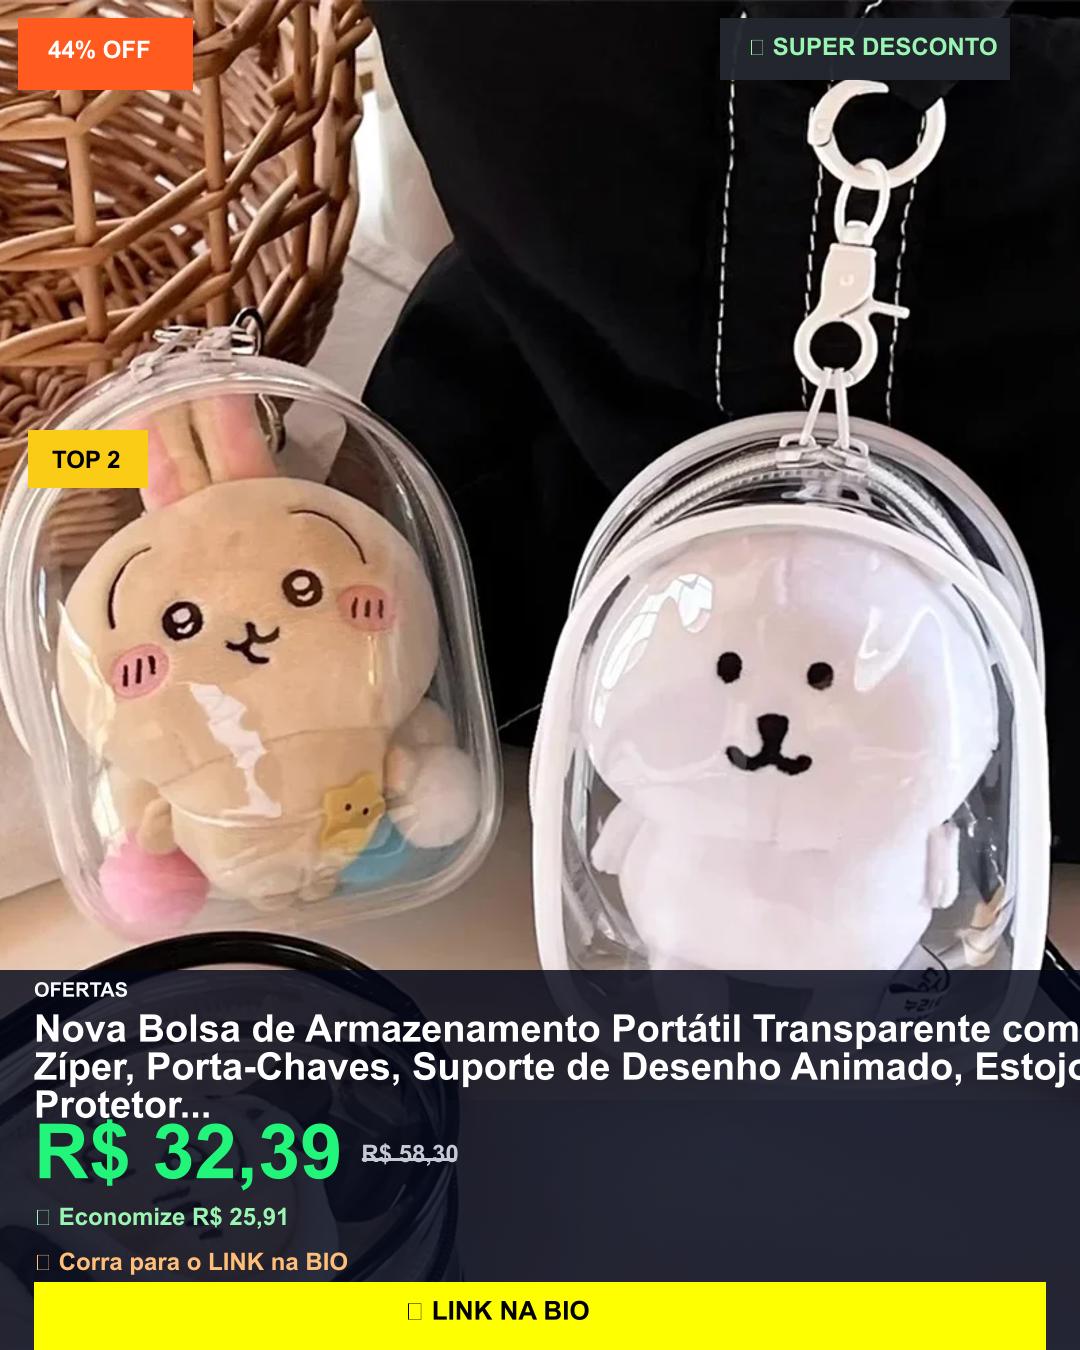 44% OFF
SUPER DESCONTO
TOP 2
OFERTAS
Nova Bolsa de Armazenamento Portátil Transparente com
Zíper, Porta-Chaves, Suporte de Desenho Animado, Estojo
Protetor...
R$ 32,39 R$ 58,30
Economize R$ 25,91
Corra para o LINK na BIO
LINK NA BIO